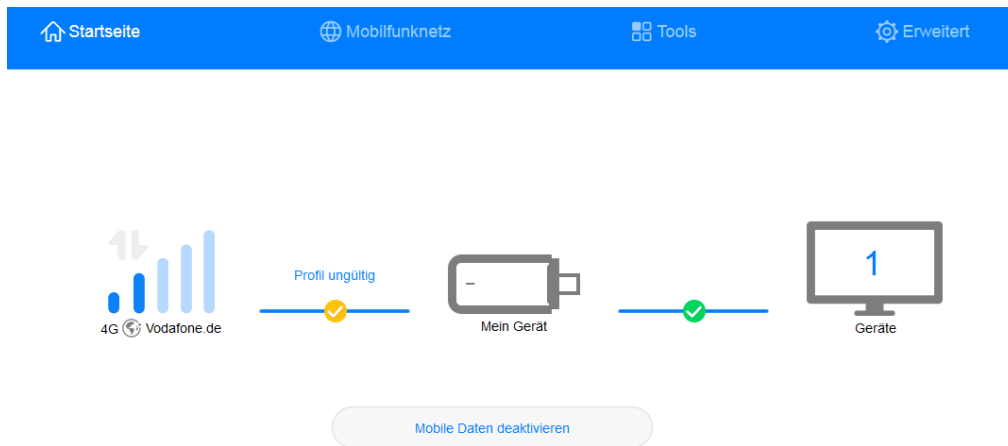 Startseite
Mobilfunknetz
Tools
Erweitert
Profil ungültig
1
4G Vodafone.de
Mein Gerät
Geräte
Mobile Daten deaktivieren